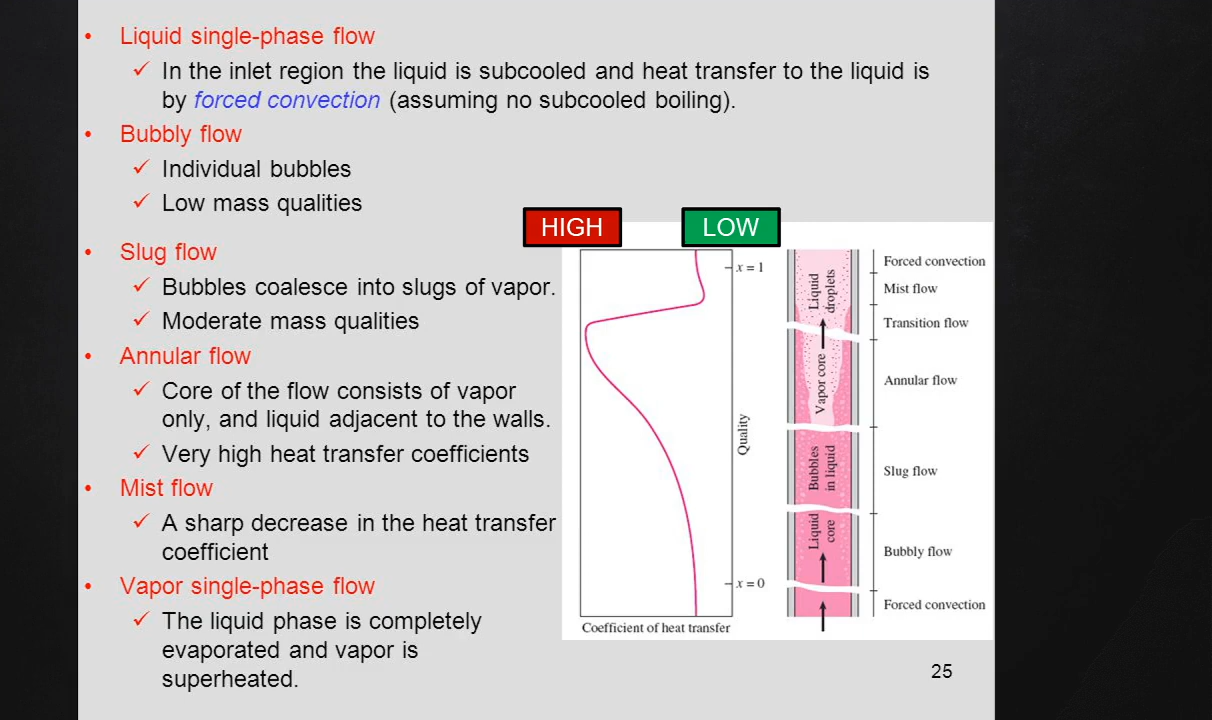 • Liquid single-phase flow
✓ In the inlet region the liquid is subcooled and heat transfer to the liquid is
by forced convection (assuming no subcooled boiling).
• Bubbly flow
✓ Individual bubbles
✓ Low mass qualities
• Slug flow
✓ Bubbles coalesce into slugs of vapor.
✓ Moderate mass qualities
• Annular flow
✓ Core of the flow consists of vapor
only, and liquid adjacent to the walls.
✓ Very high heat transfer coefficients
• Mist flow
✓ A sharp decrease in the heat transfer
coefficient
• Vapor single-phase flow
✓ The liquid phase is completely
evaporated and vapor is
superheated.
HIGH
LOW
x = 1
Quality
x = 0
Coefficient of heat transfer
Liquid
droplets
Vapor core
Bubbles
in liquid
Liquid
core
Forced convection
Mist flow
Transition flow
Annular flow
Slug flow
Bubbly flow
Forced convection
25